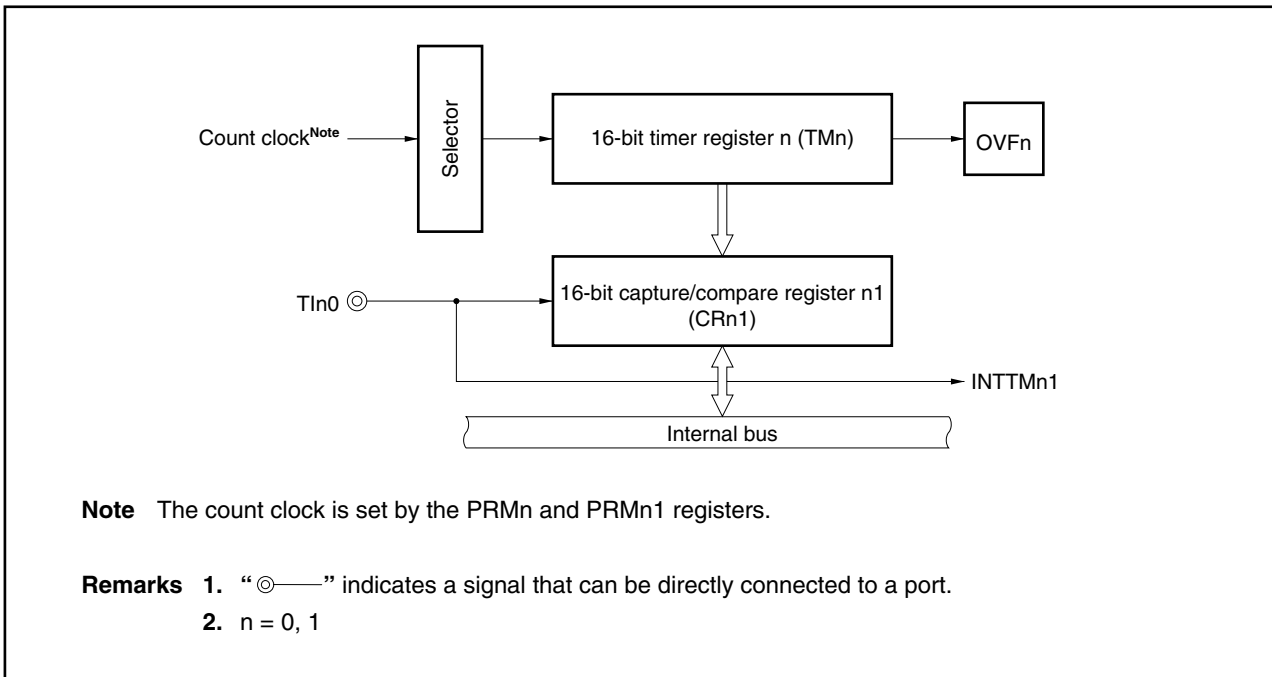 Selector
Count clockNote
16-bit timer register n (TMn)
OVFn
TIn0
16-bit capture/compare register n1
(CRn1)
INTTMn1
Internal bus
Note The count clock is set by the PRMn and PRMn1 registers.
Remarks 1. “ ◎—— ” indicates a signal that can be directly connected to a port.
2. n = 0, 1